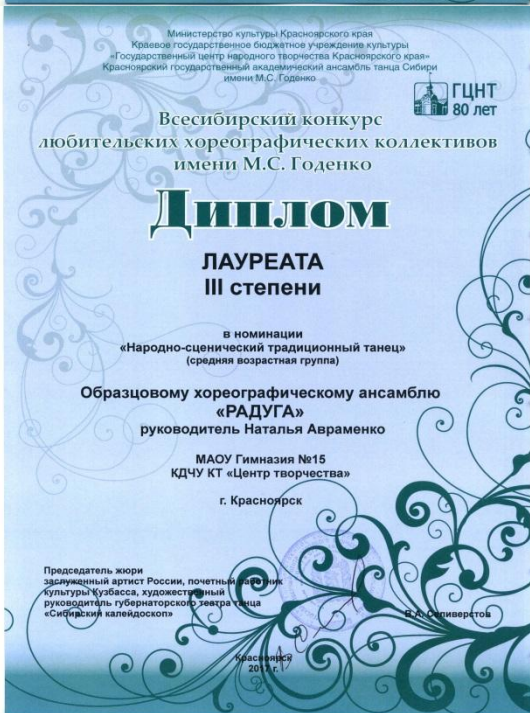 Министерство культуры Красноярского края
Краевое государственное бюджетное учреждение культуры
«Государственный центр народного творчества Красноярского края»
Красноярский государственный академический ансамбль танца Сибири
имени М.С. Годенко
ГЦНТ
80 лет
Всесибирский конкурс
любительских хореографических коллективов
имени М.С. Годенко
Диплом
ЛАУРЕАТА
III степени
в номинации
«Народно-сценический традиционный танец»
(средняя возрастная группа)
Образцовому хореографическому ансамблю
«РАДУГА»
руководитель Наталья Авраменко
МАОУ Гимназия №15
КДЧУ КТ «Центр творчества»
г. Красноярск
Председатель жюри
заслуженный артист России, почетный работник
культуры Кузбасса, художественный
руководитель губернаторского театра танца
«Сибирский калейдоскоп»
В.А. Селиверстов
Красноярск
2017 г.